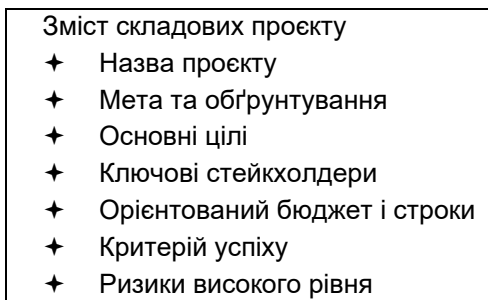 Зміст складових проєкту
✦ Назва проєкту
✦ Мета та обґрунтування
✦ Основні цілі
✦ Ключові стейкхолдери
✦ Орієнтований бюджет і строки
✦ Критерій успіху
✦ Ризики високого рівня